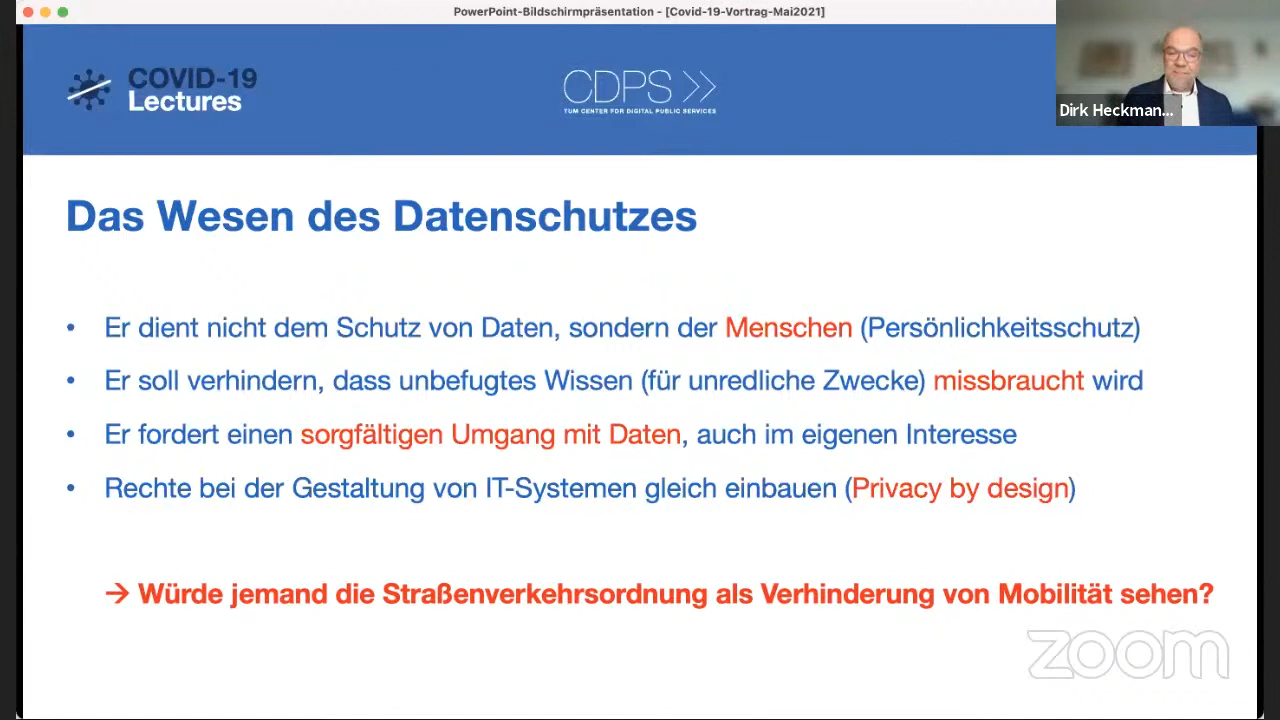 PowerPoint-Bildschirmpräsentation - [Covid-19-Vortrag-Mai2021]
COVID-19
Lectures
CDPS
TUM CENTER FOR DIGITAL PUBLIC SERVICES
Dirk Heckman...
Das Wesen des Datenschutzes
• Er dient nicht dem Schutz von Daten, sondern der Menschen (Persönlichkeitsschutz)
• Er soll verhindern, dass unbefugtes Wissen (für unredliche Zwecke) missbraucht wird
• Er fordert einen sorgfältigen Umgang mit Daten, auch im eigenen Interesse
• Rechte bei der Gestaltung von IT-Systemen gleich einbauen (Privacy by design)
→ Würde jemand die Straßenverkehrsordnung als Verhinderung von Mobilität sehen?
zoom